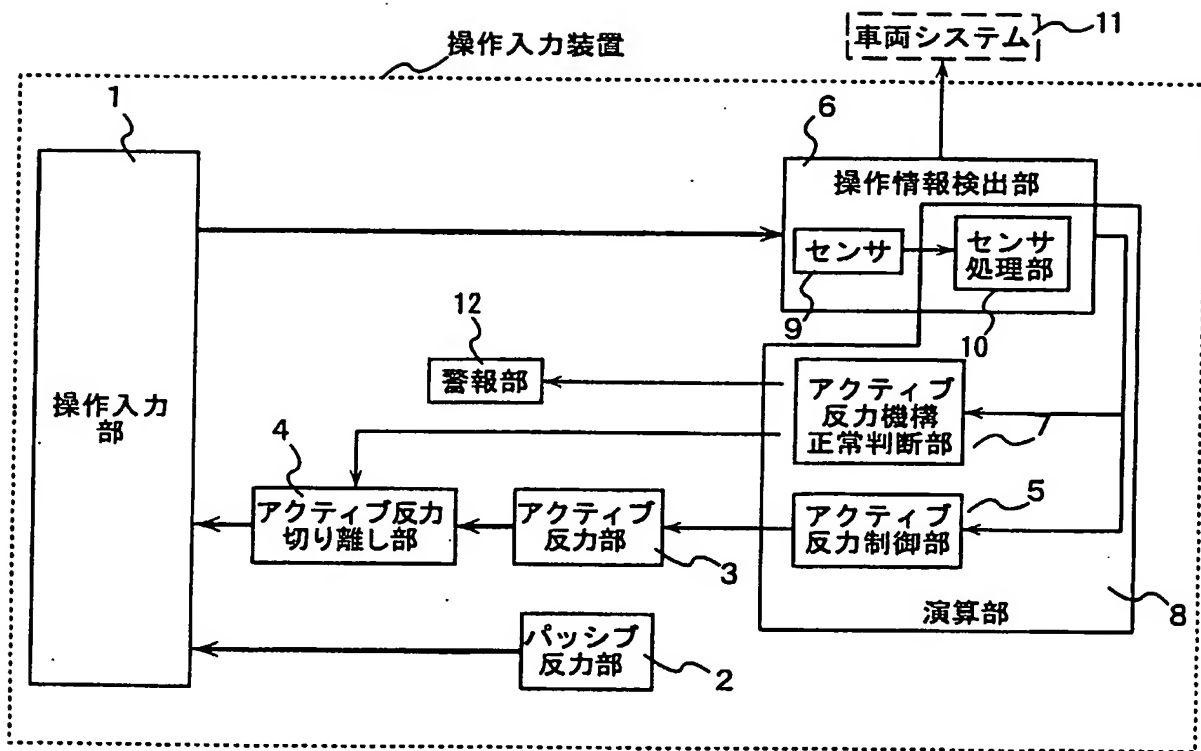 操作入力装置
車両システム
11
1
6
操作情報検出部
センサ
センサ
処理部
9
10
12
警報部
アクティブ
反力機構
正常判断部
操作入力
部
4
アクティブ反力
切り離し部
アクティブ
反力部
3
5
アクティブ
反力制御部
演算部
8
パッシブ
反力部
2